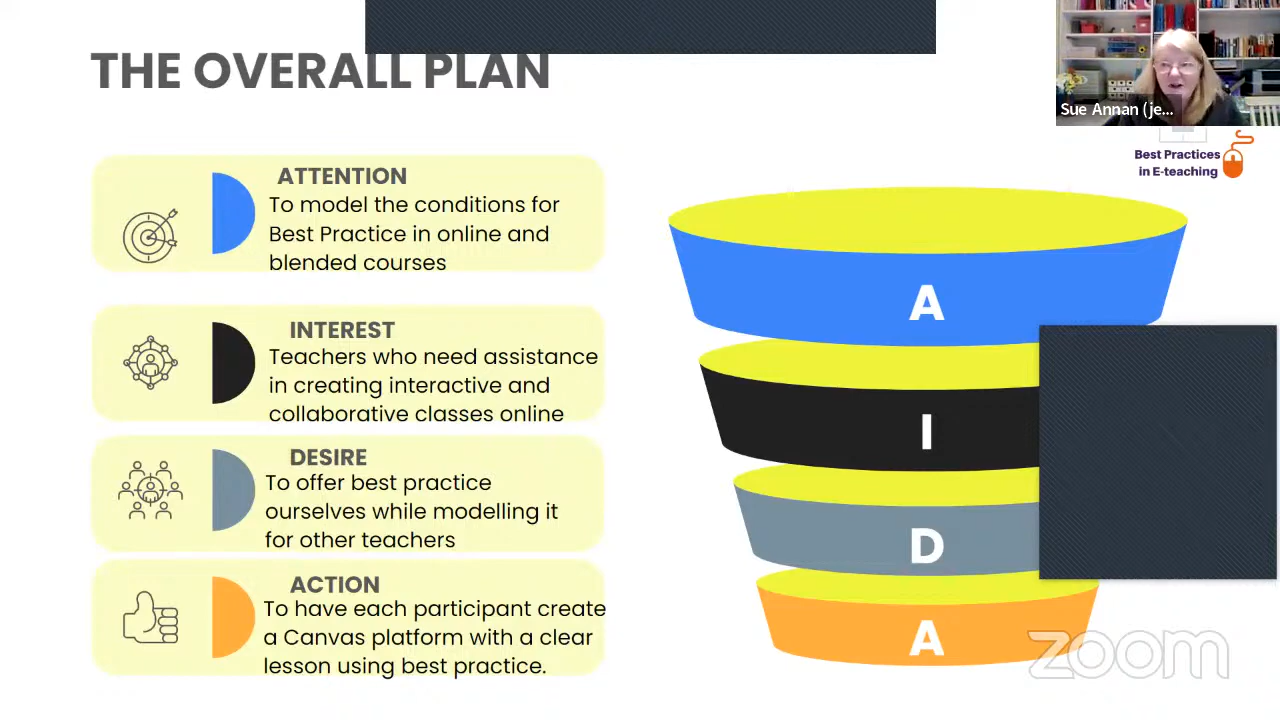 THE OVERALL PLAN
Sue Annan (je...
Best Practices
in E-teaching
ATTENTION
To model the conditions for
Best Practice in online and
blended courses
INTEREST
Teachers who need assistance
in creating interactive and
collaborative classes online
DESIRE
To offer best practice
ourselves while modelling it
for other teachers
ACTION
To have each participant create
a Canvas platform with a clear
lesson using best practice.
A
I
D
A
zoom